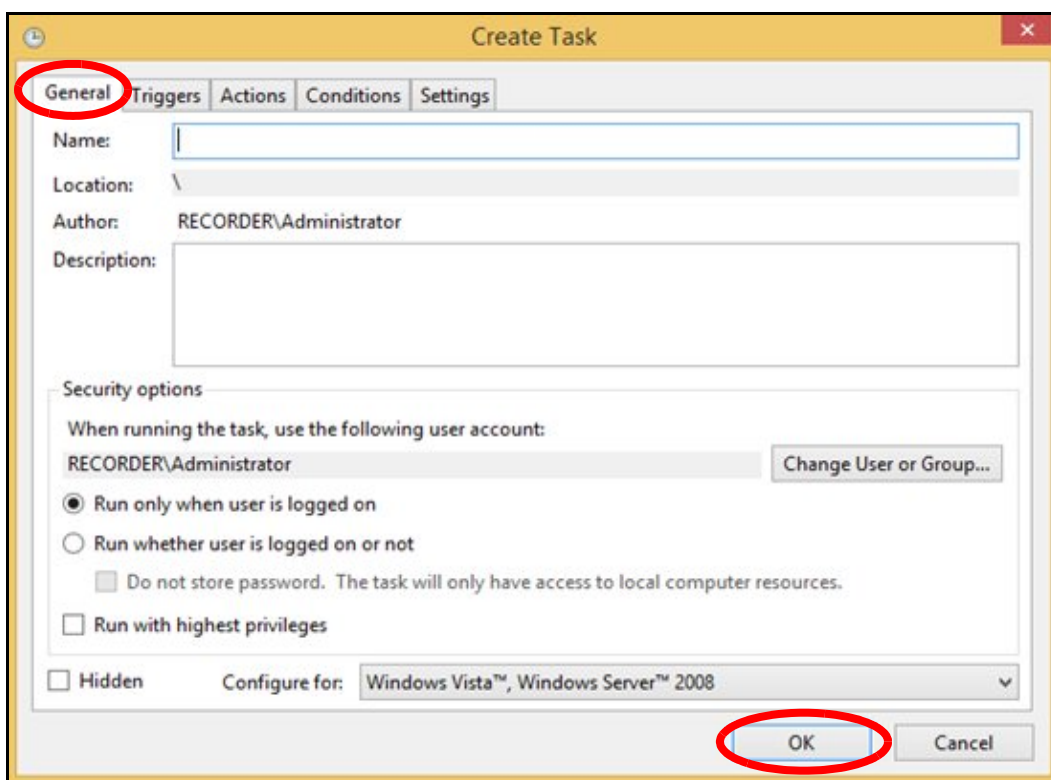 Create Task
General Triggers Actions Conditions Settings
Name:
Location: \
Author: RECORDER\Administrator
Description:
Security options
When running the task, use the following user account:
RECORDER\Administrator Change User or Group...
Run only when user is logged on
Run whether user is logged on or not
Do not store password. The task will only have access to local computer resources.
Run with highest privileges
Hidden Configure for: Windows Vista™, Windows Server™ 2008
OK Cancel